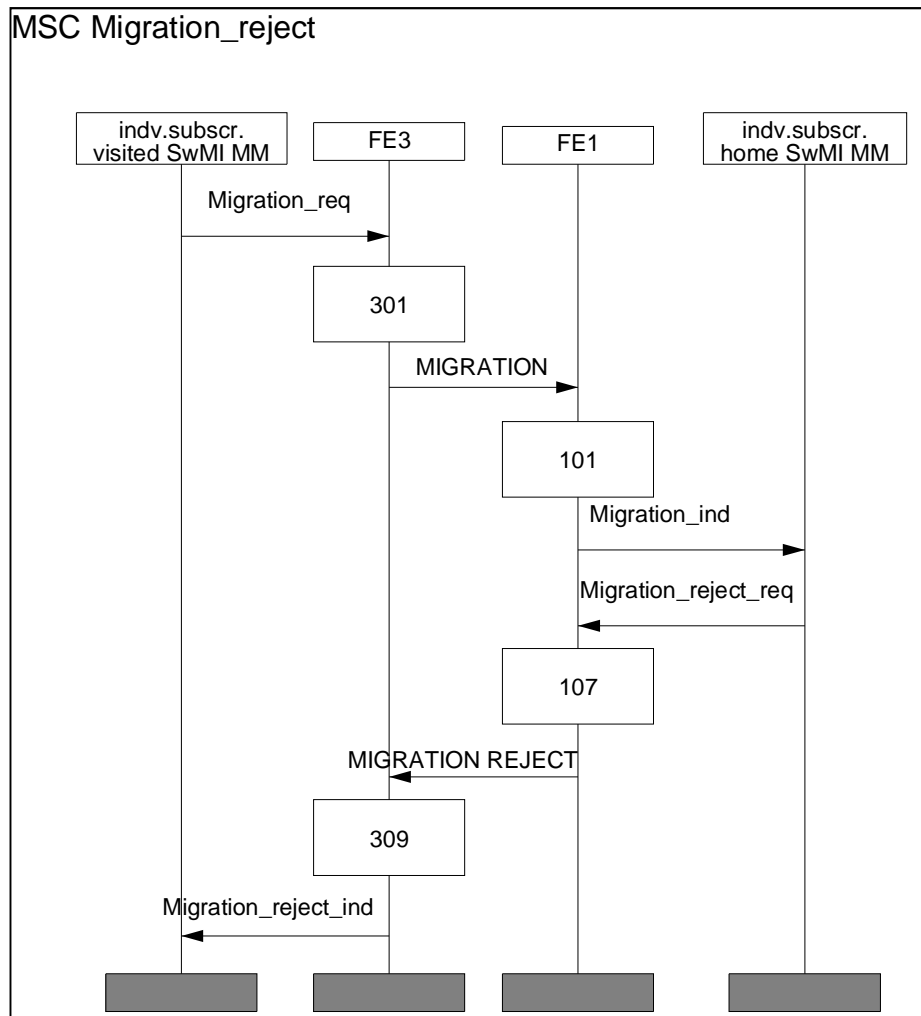 MSC Migration_reject
indv.subscr.
visited SwMI MM
FE3
FE1
indv.subscr.
home SwMI MM
Migration_req
301
MIGRATION
101
Migration_ind
Migration_reject_req
107
MIGRATION REJECT
309
Migration_reject_ind